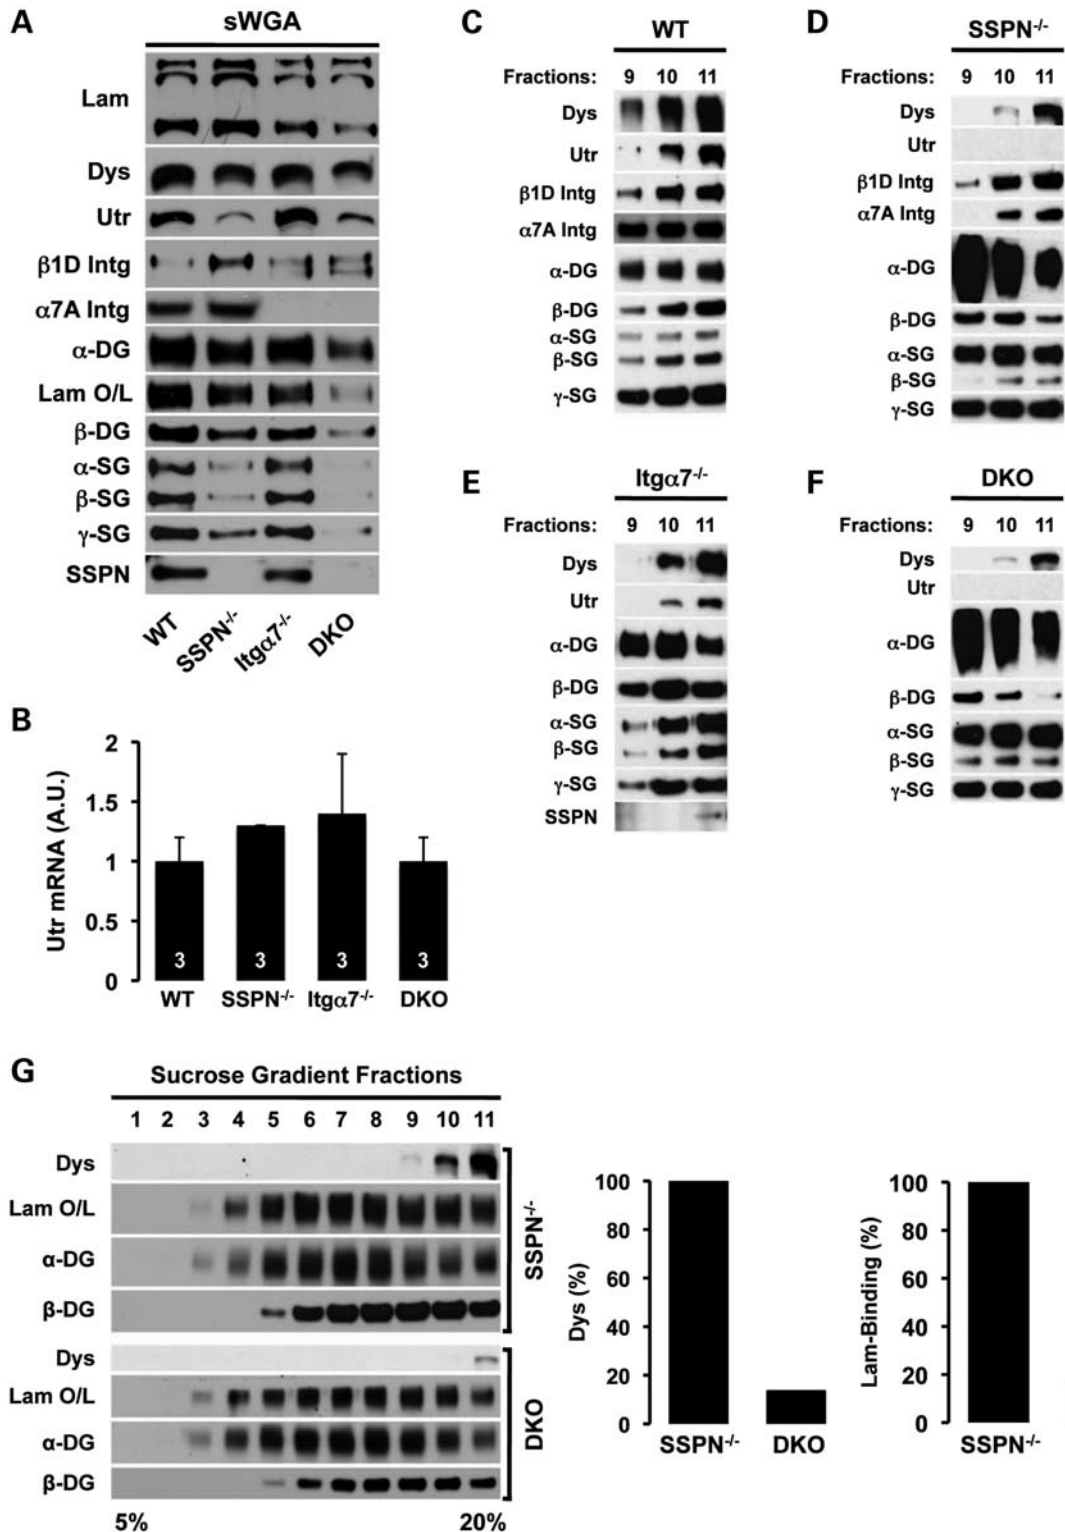 A
sWGA
Lam
Dys
Utr
β1D Intg
α7A Intg
α-DG
Lam O/L
β-DG
α-SG
β-SG
γ-SG
SSPN
WT SSPN-/- Itgα7-/- DKO
B
Utr mRNA (A.U.)
2
1.5
1
0.5
0
3 3 3 3
WT SSPN-/- Itgα7-/- DKO
C
WT
Fractions: 9 10 11
Dys
Utr
β1D Intg
α7A Intg
α-DG
β-DG
α-SG
β-SG
γ-SG
D
SSPN-/-
Fractions: 9 10 11
Dys
Utr
β1D Intg
α7A Intg
α-DG
β-DG
α-SG
β-SG
γ-SG
E
Itgα7-/-
Fractions: 9 10 11
Dys
Utr
α-DG
β-DG
α-SG
β-SG
γ-SG
SSPN
F
DKO
Fractions: 9 10 11
Dys
Utr
α-DG
β-DG
α-SG
β-SG
γ-SG
G
Sucrose Gradient Fractions
1 2 3 4 5 6 7 8 9 10 11
Dys
Lam O/L
α-DG
β-DG
SSPN-/-
Dys
Lam O/L
α-DG
β-DG
DKO
5% 20%
Dys (%)
100
80
60
40
20
0
SSPN-/- DKO
Lam-Binding (%)
100
80
60
40
20
0
SSPN-/-